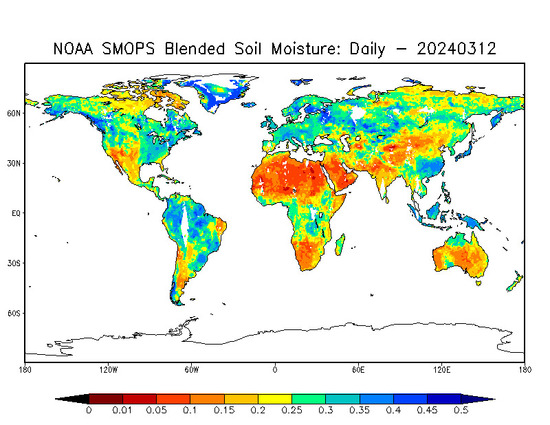 NOAA SMOPS Blended Soil Moisture: Daily – 20240312
60N
30N
EQ
30S
60S
180 120W 60W 0 60E 120E 180
0 0.01 0.05 0.1 0.15 0.2 0.25 0.3 0.35 0.4 0.45 0.5